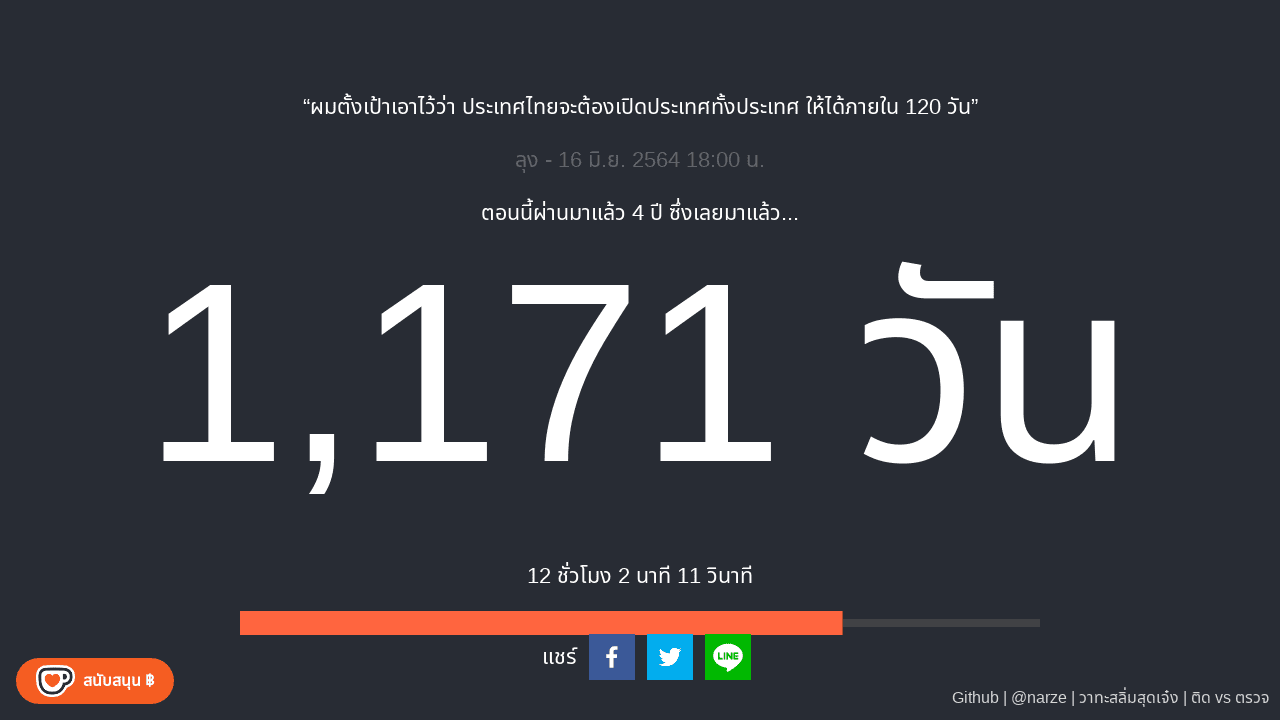 “ผมตั้งเป้าเอาไว้ว่า ประเทศไทยจะต้องเปิดประเทศทั้งประเทศ ให้ได้ภายใน 120 วัน”
ลุง - 16 มิ.ย. 2564 18:00 น.
ตอนนี้ผ่านมาแล้ว 4 ปี ซึ่งเลยมาแล้ว...
1,171 วัน
12 ชั่วโมง 2 นาที 11 วินาที
แชร์
LINE
สนับสนุน ฿
Github | @narze | วาทะสลิ่มสุดเจ๋ง | ติด vs ตรวจ